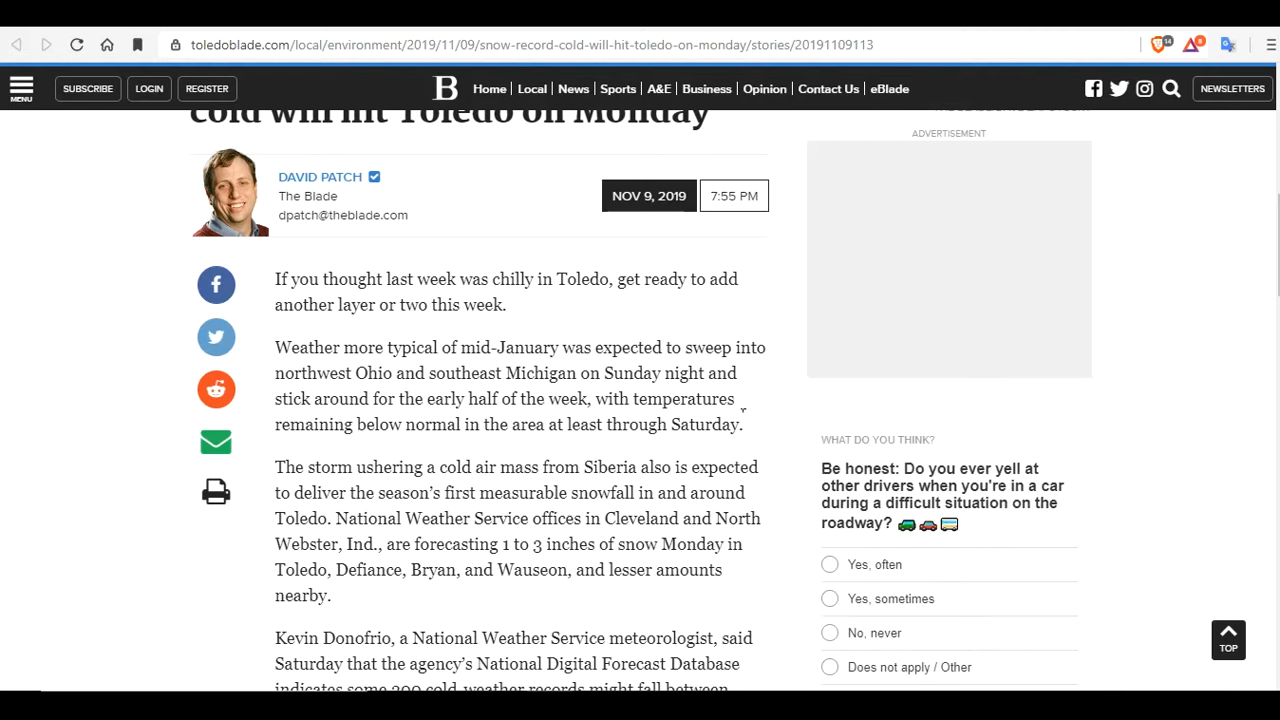 toledoblade.com/local/environment/2019/11/09/snow-record-cold-will-hit-toledo-on-monday/stories/20191109113
14
8
MENU
SUBSCRIBE
LOGIN
REGISTER
B
Home
Local
News
Sports
A&E
Business
Opinion
Contact Us
eBlade
NEWSLETTERS
cold will hit Toledo on Monday
DAVID PATCH
The Blade
dpatch@theblade.com
NOV 9, 2019
7:55 PM
If you thought last week was chilly in Toledo, get ready to add
another layer or two this week.
Weather more typical of mid-January was expected to sweep into
northwest Ohio and southeast Michigan on Sunday night and
stick around for the early half of the week, with temperatures
remaining below normal in the area at least through Saturday.
The storm ushering a cold air mass from Siberia also is expected
to deliver the season’s first measurable snowfall in and around
Toledo. National Weather Service offices in Cleveland and North
Webster, Ind., are forecasting 1 to 3 inches of snow Monday in
Toledo, Defiance, Bryan, and Wauseon, and lesser amounts
nearby.
Kevin Donofrio, a National Weather Service meteorologist, said
Saturday that the agency’s National Digital Forecast Database
indicates some 300 cold-weather records might fall between
ADVERTISEMENT
WHAT DO YOU THINK?
Be honest: Do you ever yell at
other drivers when you're in a car
during a difficult situation on the
roadway?
Yes, often
Yes, sometimes
No, never
Does not apply / Other
TOP